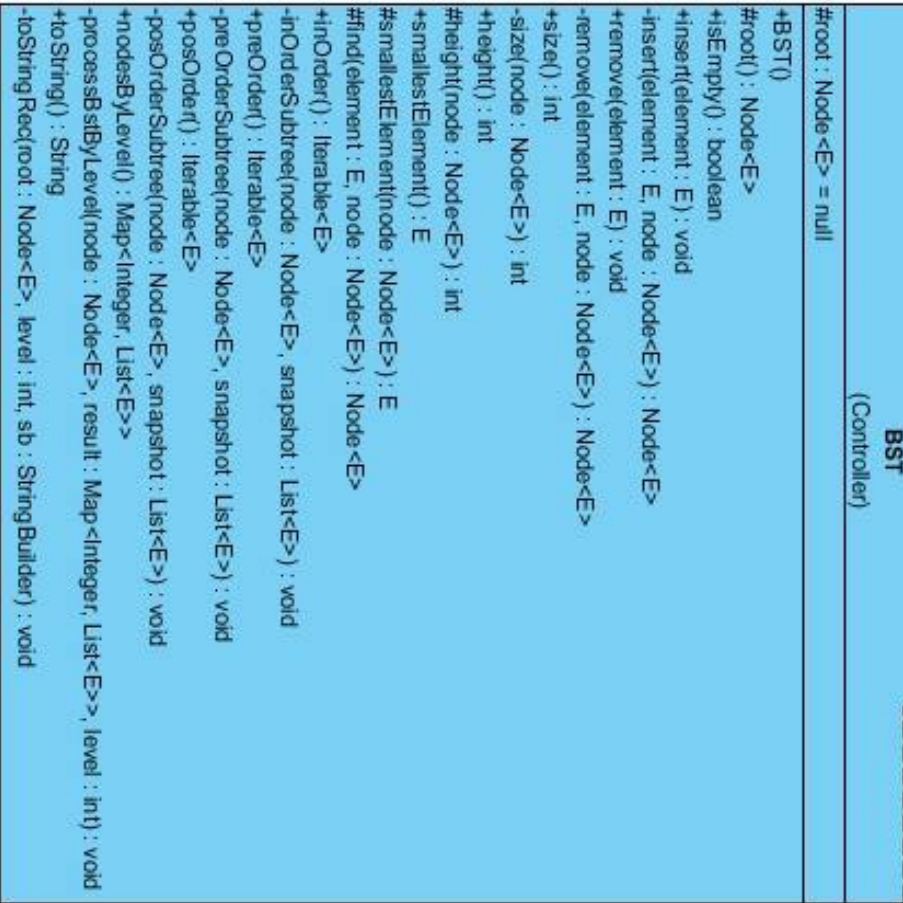 BST
(Controller)
#root : Node<E> = null
+BST()
#root() : Node<E>
+isEmpty() : boolean
+insert(element : E) : void
-insert(element : E, node : Node<E>) : Node<E>
+remove(element : E) : void
-remove(element : E, node : Node<E>) : Node<E>
+size() : int
-size(node : Node<E>) : int
+height() : int
#height(node : Node<E>) : int
+smallestElement() : E
#smallestElement(node : Node<E>) : E
#find(element : E, node : Node<E>) : Node<E>
+inOrder() : Iterable<E>
-inOrderSubtree(node : Node<E>, snapshot : List<E>) : void
+preOrder() : Iterable<E>
-preOrderSubtree(node : Node<E>, snapshot : List<E>) : void
+posOrder() : Iterable<E>
-posOrderSubtree(node : Node<E>, snapshot : List<E>) : void
+nodesByLevel() : Map<Integer, List<E>>
-processBstByLevel(node : Node<E>, result : Map<Integer, List<E>>, level : int) : void
+toString() : String
-toStringRec(root : Node<E>, level : int, sb : StringBuilder) : void